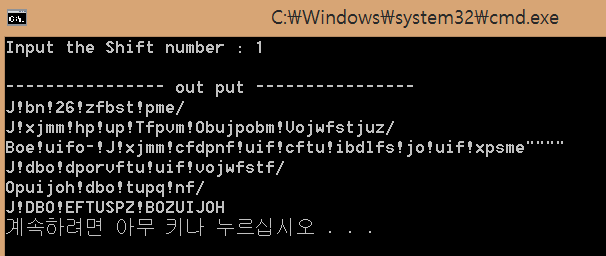 C:₩Windows₩system32₩cmd.exe
Input the Shift number : 1
---------------- out put ----------------
J!bn!26!zfbst!pme/
J!xjmm!hp!up!Tfpvm!Obujpobm!Vojwfstjuz/
Boe!uifo-!J!xjmm!cfdpnf!uif!cftu!ibdlfs!jo!uif!xpsme""""
J!dbo!dporvftu!uif!vojwfstf/
Opuijoh!dbo!tupq!nf/
J!DBO!EFTUSPZ!BOZUIJOH
계속하려면 아무 키나 누르십시오 . . .